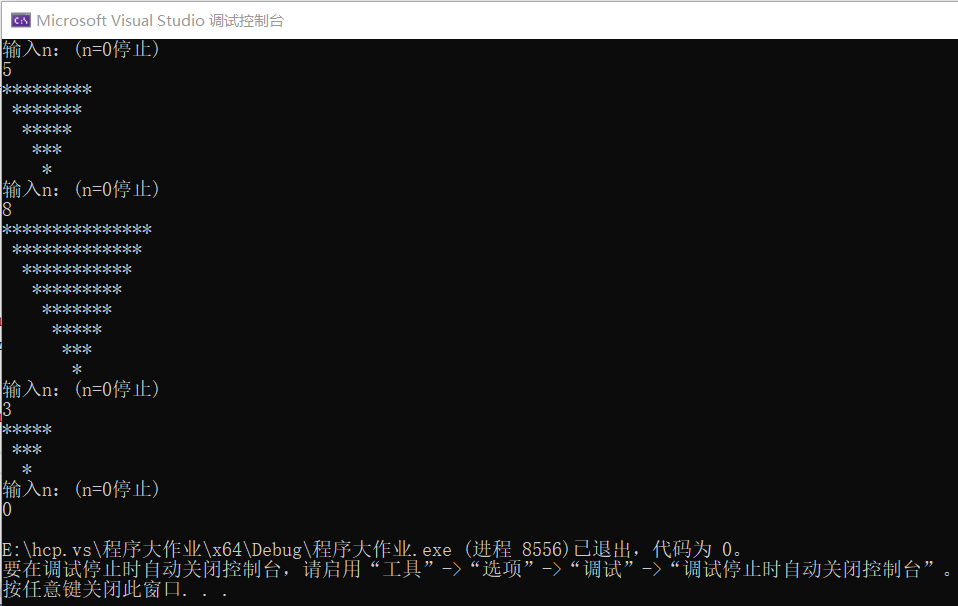 Microsoft Visual Studio 调试控制台
输入n：(n=0停止)
5
*********
 *******
  *****
   ***
    *
输入n：(n=0停止)
8
***************
 *************
  ***********
   *********
    *******
     *****
      ***
       *
输入n：(n=0停止)
3
*****
 ***
  *
输入n：(n=0停止)
0

E:\hcp.vs\程序大作业\x64\Debug\程序大作业.exe (进程 8556)已退出，代码为 0。
要在调试停止时自动关闭控制台，请启用“工具”->“选项”->“调试”->“调试停止时自动关闭控制台”。
按任意键关闭此窗口. . .